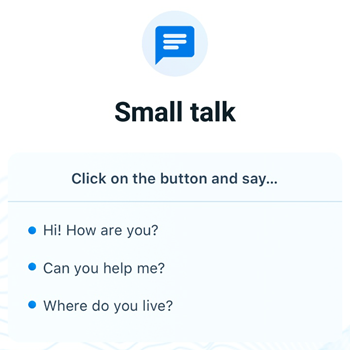 Small talk
Click on the button and say...
Hi! How are you?
Can you help me?
Where do you live?